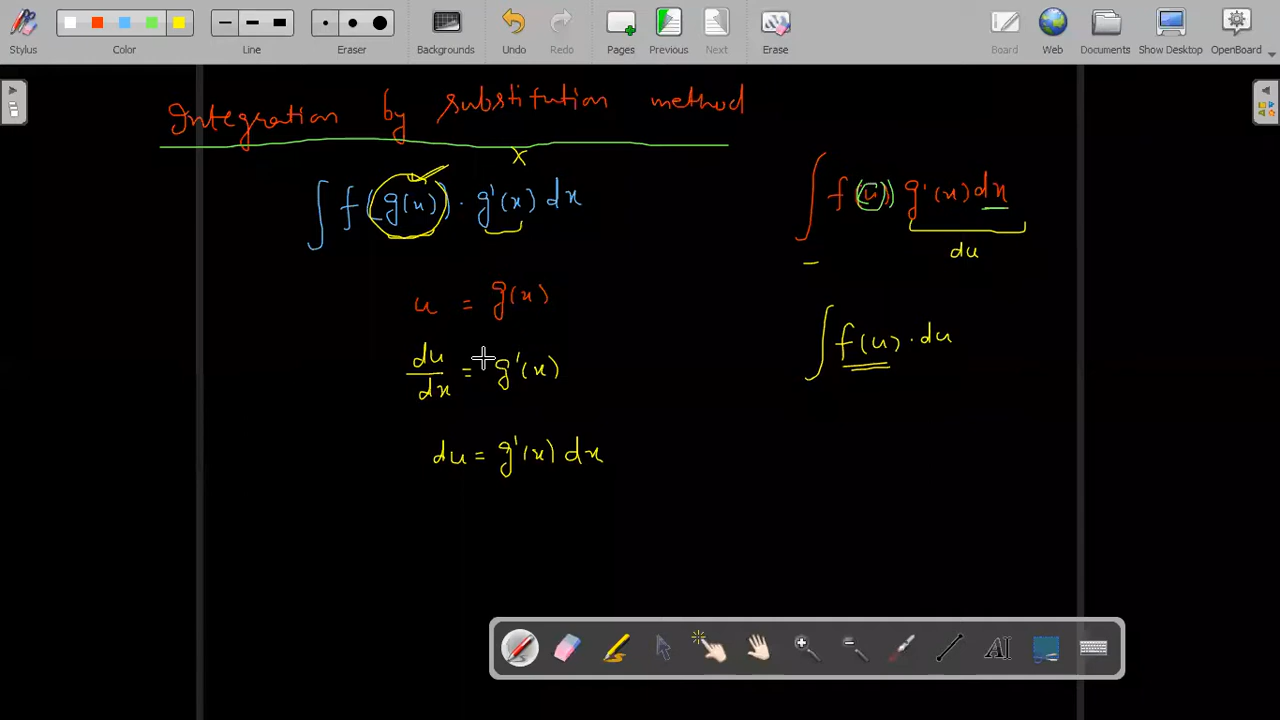 Stylus Color Line Eraser Backgrounds Undo Redo Pages Previous Next Erase Board Web Documents Show Desktop OpenBoard
Integration by substitution method
x
∫ f(g(x)) · g'(x) dx
u = g(x)
du/dx = g'(x)
du = g'(x) dx
∫ f(u) g'(x) dx
du
∫ f(u) · du
AI